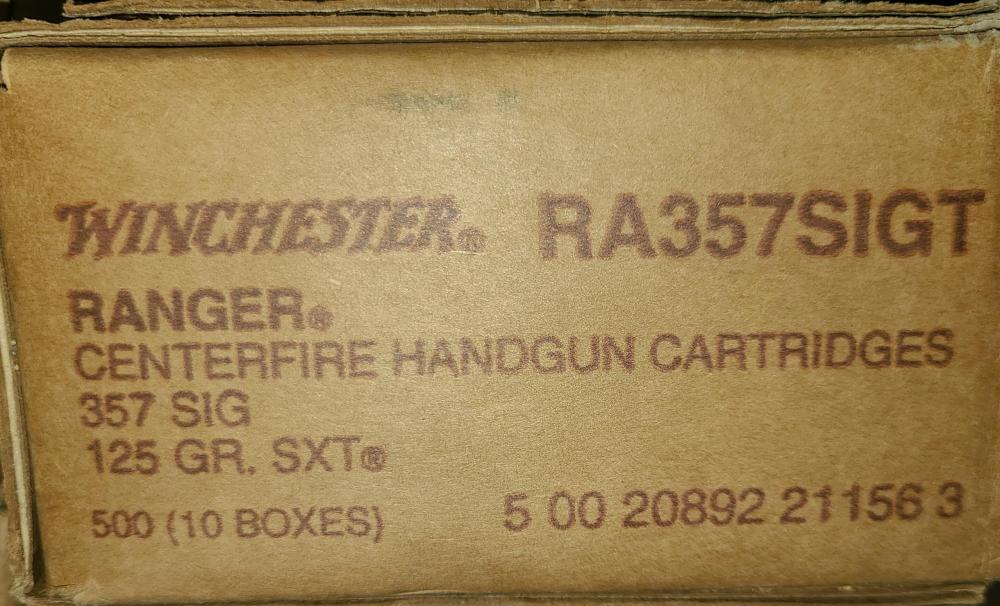 WINCHESTER® RA357SIGT
RANGER®
CENTERFIRE HANDGUN CARTRIDGES
357 SIG
125 GR. SXT®
500 (10 BOXES) 5 00 20892 21156 3